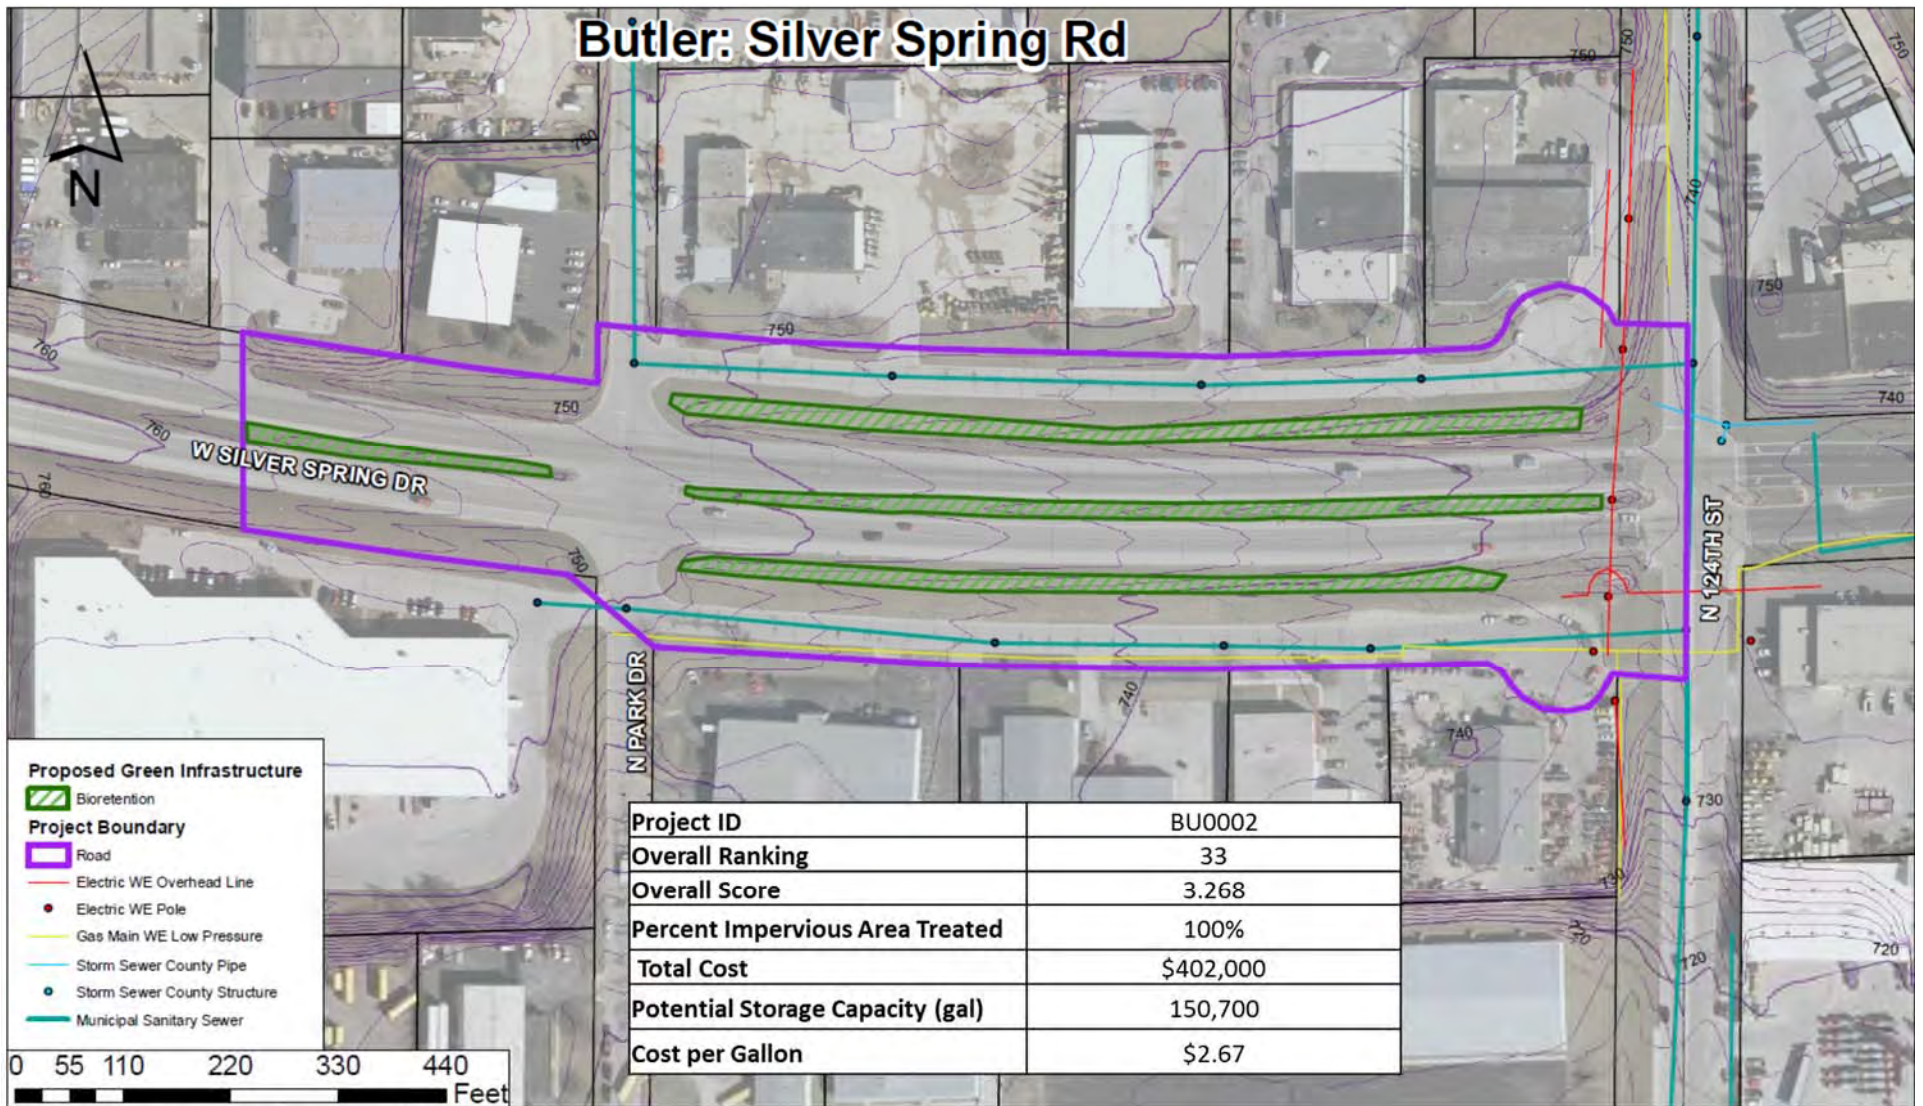 Butler: Silver Spring Rd
N
750
750
750
760
740
750
750
760
750
740
760
W SILVER SPRING DR
760
750
N 124TH ST
N PARK DR
740
740
730
730
720
720
720
Proposed Green Infrastructure
Bioretention
Project Boundary
Road
Electric WE Overhead Line
Electric WE Pole
Gas Main WE Low Pressure
Storm Sewer County Pipe
Storm Sewer County Structure
Municipal Sanitary Sewer
0 55 110 220 330 440
Feet
Project ID BU0002
Overall Ranking 33
Overall Score 3.268
Percent Impervious Area Treated 100%
Total Cost $402,000
Potential Storage Capacity (gal) 150,700
Cost per Gallon $2.67